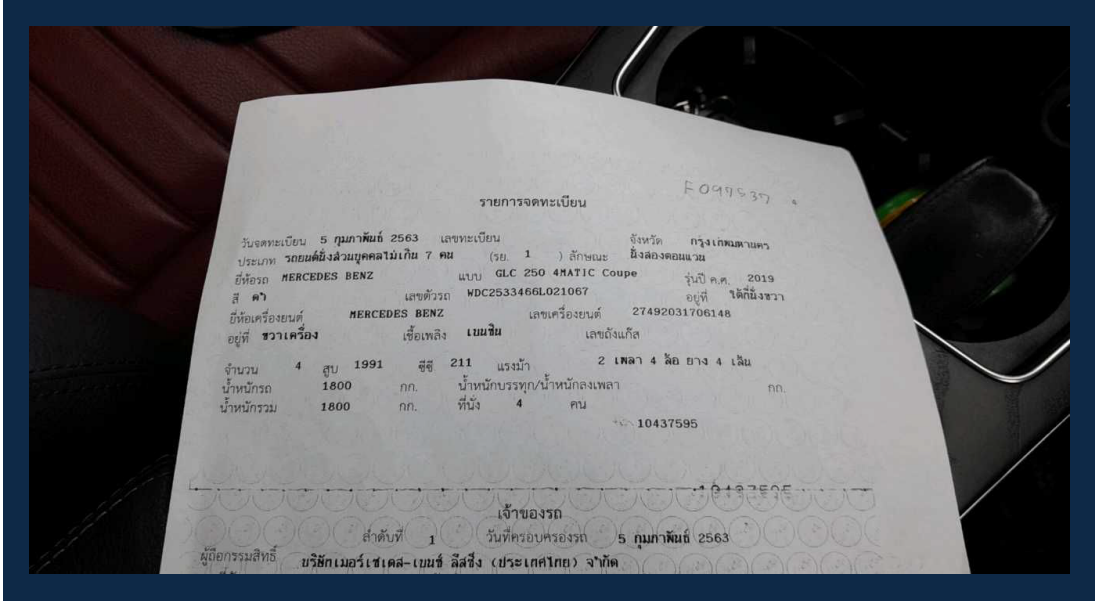 F099537
รายการจดทะเบียน
วันจดทะเบียน 5 กุมภาพันธ์ 2563 เลขทะเบียน จังหวัด กรุงเทพมหานคร
ประเภท รถยนต์นั่งส่วนบุคคลไม่เกิน 7 คน (รย. 1 ) ลักษณะ นั่งสองตอนแวน
ยี่ห้อรถ MERCEDES BENZ แบบ GLC 250 4MATIC Coupe รุ่นปี ค.ศ. 2019
สี ดำ เลขตัวรถ WDC2533466L021067 อยู่ที่ ใต้ที่นั่งขวา
ยี่ห้อเครื่องยนต์ MERCEDES BENZ เลขเครื่องยนต์ 27492031706148
อยู่ที่ ขวาเครื่อง เชื้อเพลิง เบนซิน เลขถังแก๊ส
จำนวน 4 สูบ 1991 ซีซี 211 แรงม้า 2 เพลา 4 ล้อ ยาง 4 เส้น
น้ำหนักรถ 1800 กก. น้ำหนักบรรทุก/น้ำหนักลงเพลา กก.
น้ำหนักรวม 1800 กก. ที่นั่ง 4 คน
10437595
10437595
เจ้าของรถ
ลำดับที่ 1 วันที่ครอบครองรถ 5 กุมภาพันธ์ 2563
ผู้ถือกรรมสิทธิ์ บริษัทเมอร์เซเดส-เบนซ์ ลีสซิ่ง (ประเทศไทย) จำกัด